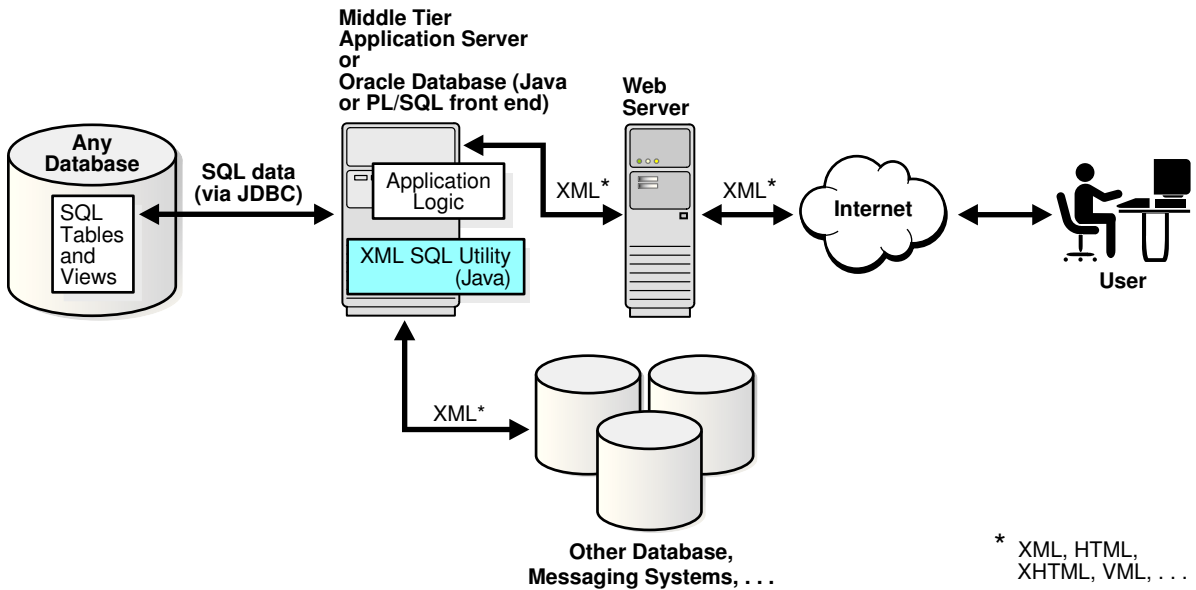 Middle Tier
Application Server
or
Oracle Database (Java
or PL/SQL front end)
Web
Server
Any
Database
SQL data
(via JDBC)
SQL
Tables
and
Views
Application
Logic
XML SQL Utility
(Java)
XML*
XML*
Internet
User
XML*
Other Database,
Messaging Systems, . . .
* XML, HTML,
XHTML, VML, . . .